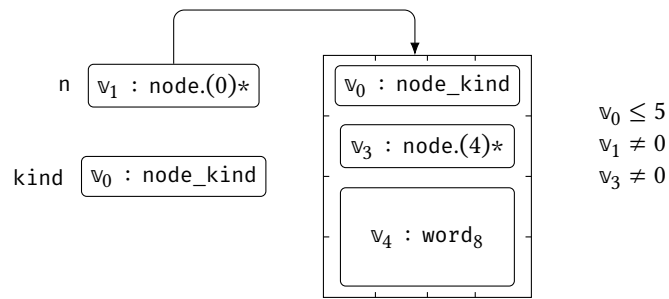 n 𝕧₁ : node.(0)*
kind 𝕧₀ : node_kind
𝕧₀ : node_kind
𝕧₃ : node.(4)*
𝕧₄ : word₈
𝕧₀ ≤ 5
𝕧₁ ≠ 0
𝕧₃ ≠ 0